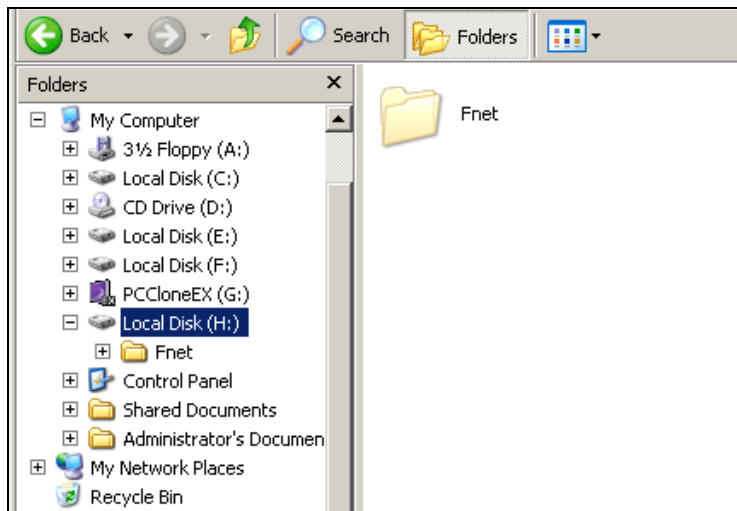 Back Search Folders
Folders
Fnet
My Computer
3½ Floppy (A:)
Local Disk (C:)
CD Drive (D:)
Local Disk (E:)
Local Disk (F:)
PCCloneEX (G:)
Local Disk (H:)
Fnet
Control Panel
Shared Documents
Administrator's Documen
My Network Places
Recycle Bin